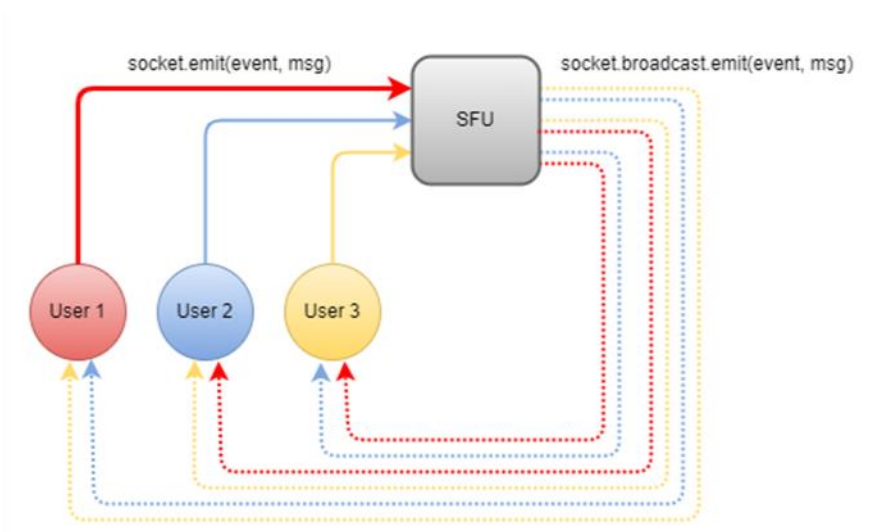 socket.emit(event, msg)
socket.broadcast.emit(event, msg)
SFU
User 1
User 2
User 3